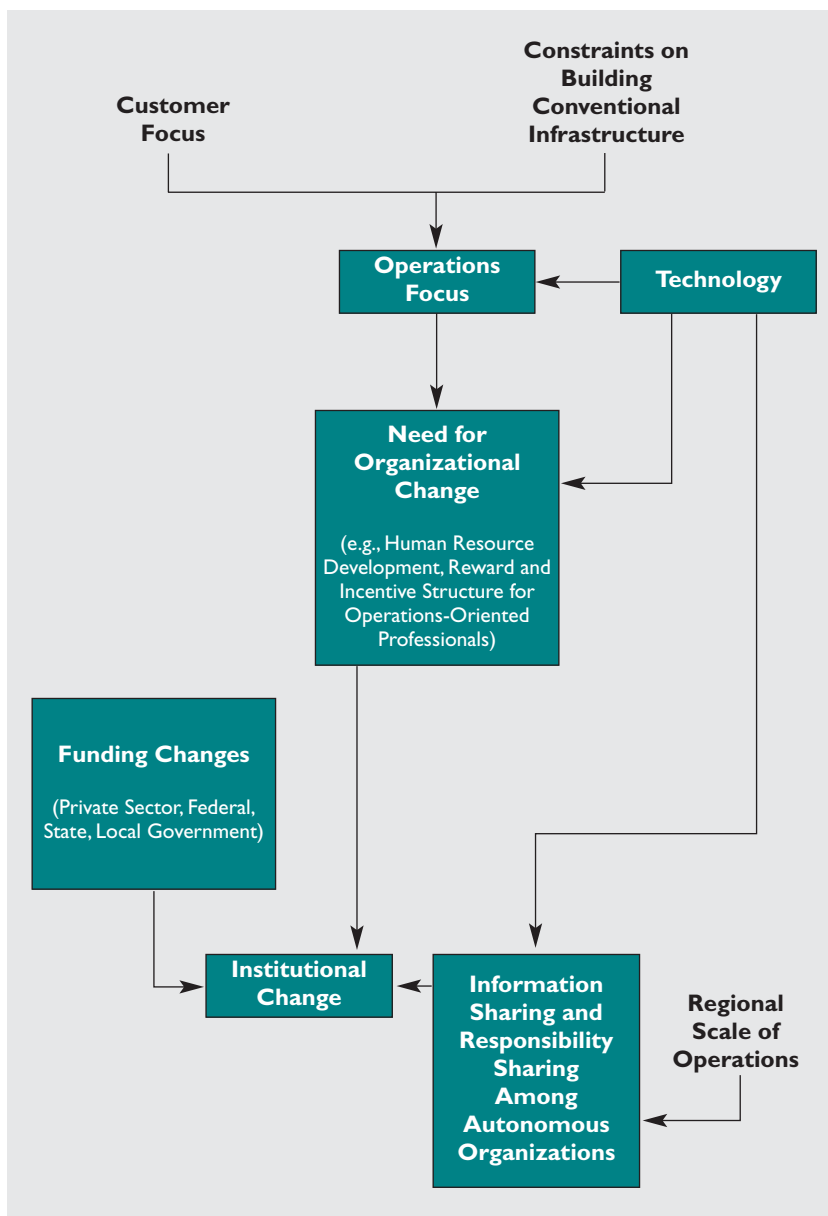 Customer
Focus
Constraints on
Building
Conventional
Infrastructure
Operations
Focus
Technology
Need for
Organizational
Change
(e.g., Human Resource
Development, Reward and
Incentive Structure for
Operations-Oriented
Professionals)
Funding Changes
(Private Sector, Federal,
State, Local Government)
Institutional
Change
Information
Sharing and
Responsibility
Sharing
Among
Autonomous
Organizations
Regional
Scale of
Operations